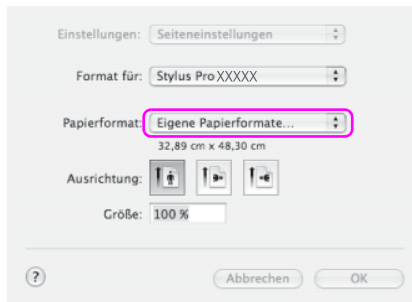 Einstellungen: Seiteneinstellungen
Format für: Stylus Pro XXXXX
Papierformat: Eigene Papierformate...
32,89 cm x 48,30 cm
Ausrichtung:
Größe: 100 %
? Abbrechen OK